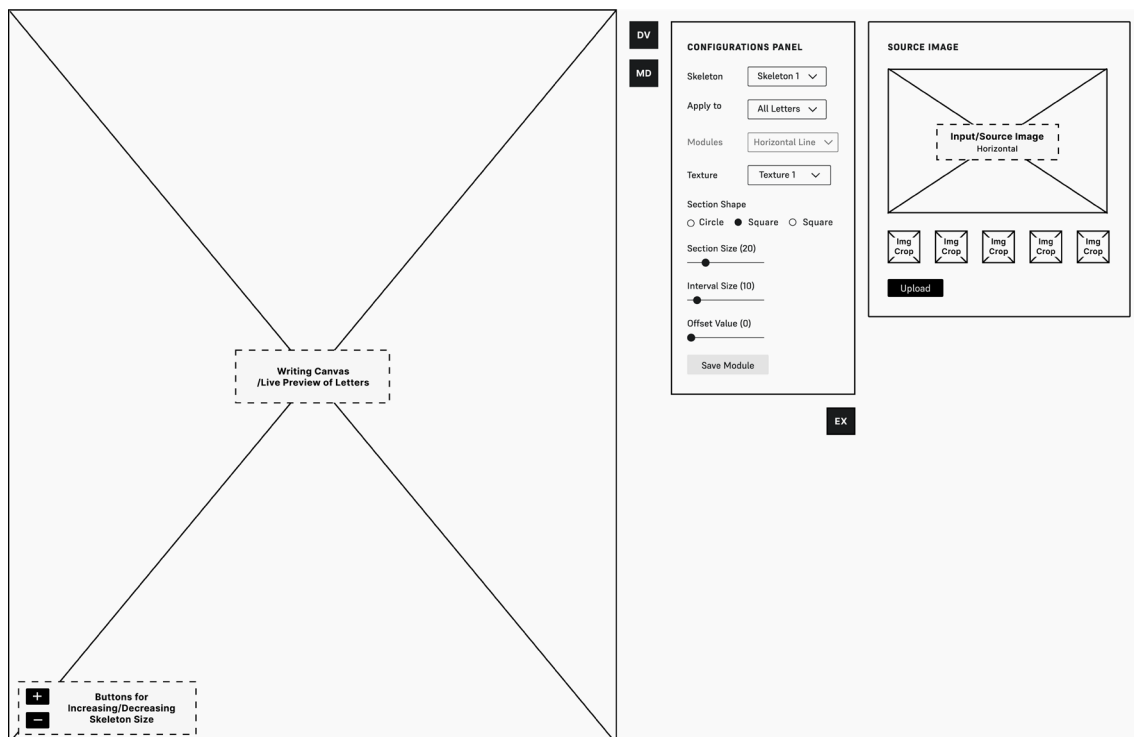 DV
MD
CONFIGURATIONS PANEL
Skeleton Skeleton 1
Apply to All Letters
Modules Horizontal Line
Texture Texture 1
Section Shape
Circle Square Square
Section Size (20)
Interval Size (10)
Offset Value (0)
Save Module
EX
SOURCE IMAGE
Input/Source Image
Horizontal
Img Crop
Img Crop
Img Crop
Img Crop
Img Crop
Upload
Writing Canvas
/Live Preview of Letters
+
−
Buttons for
Increasing/Decreasing
Skeleton Size